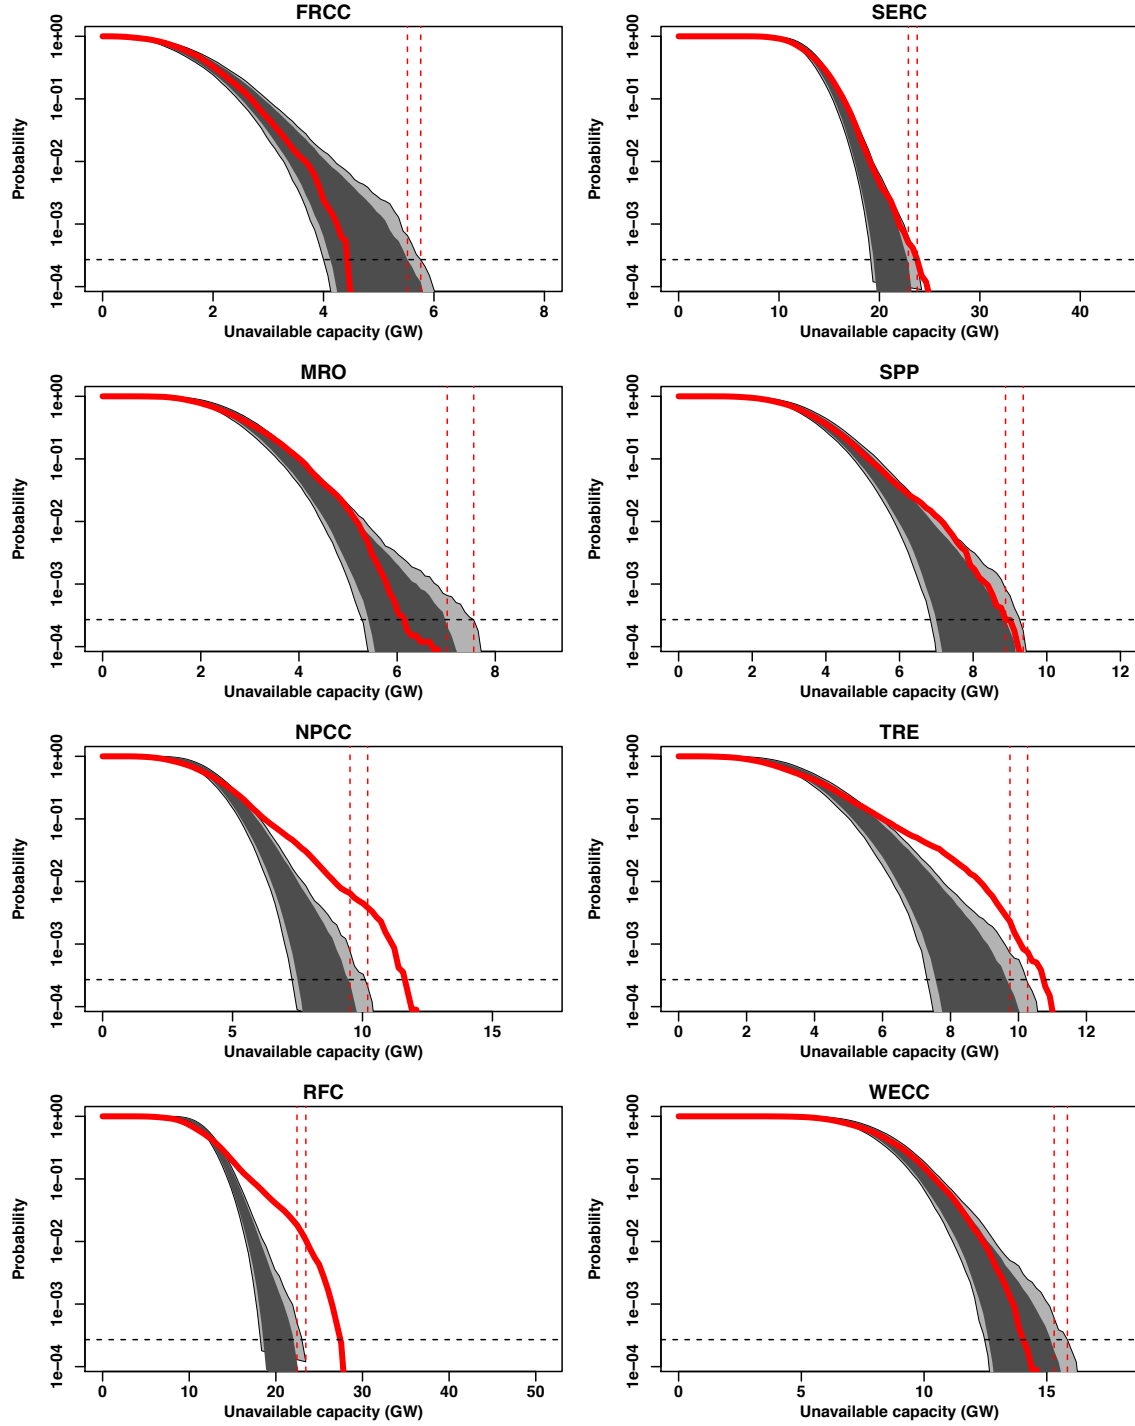 FRCC
Probability
1e+00
1e−01
1e−02
1e−03
1e−04
0 2 4 6 8
Unavailable capacity (GW)
SERC
Probability
1e+00
1e−01
1e−02
1e−03
1e−04
0 10 20 30 40
Unavailable capacity (GW)
MRO
Probability
1e+00
1e−01
1e−02
1e−03
1e−04
0 2 4 6 8
Unavailable capacity (GW)
SPP
Probability
1e+00
1e−01
1e−02
1e−03
1e−04
0 2 4 6 8 10 12
Unavailable capacity (GW)
NPCC
Probability
1e+00
1e−01
1e−02
1e−03
1e−04
0 5 10 15
Unavailable capacity (GW)
TRE
Probability
1e+00
1e−01
1e−02
1e−03
1e−04
0 2 4 6 8 10 12
Unavailable capacity (GW)
RFC
Probability
1e+00
1e−01
1e−02
1e−03
1e−04
0 10 20 30 40 50
Unavailable capacity (GW)
WECC
Probability
1e+00
1e−01
1e−02
1e−03
1e−04
0 5 10 15
Unavailable capacity (GW)